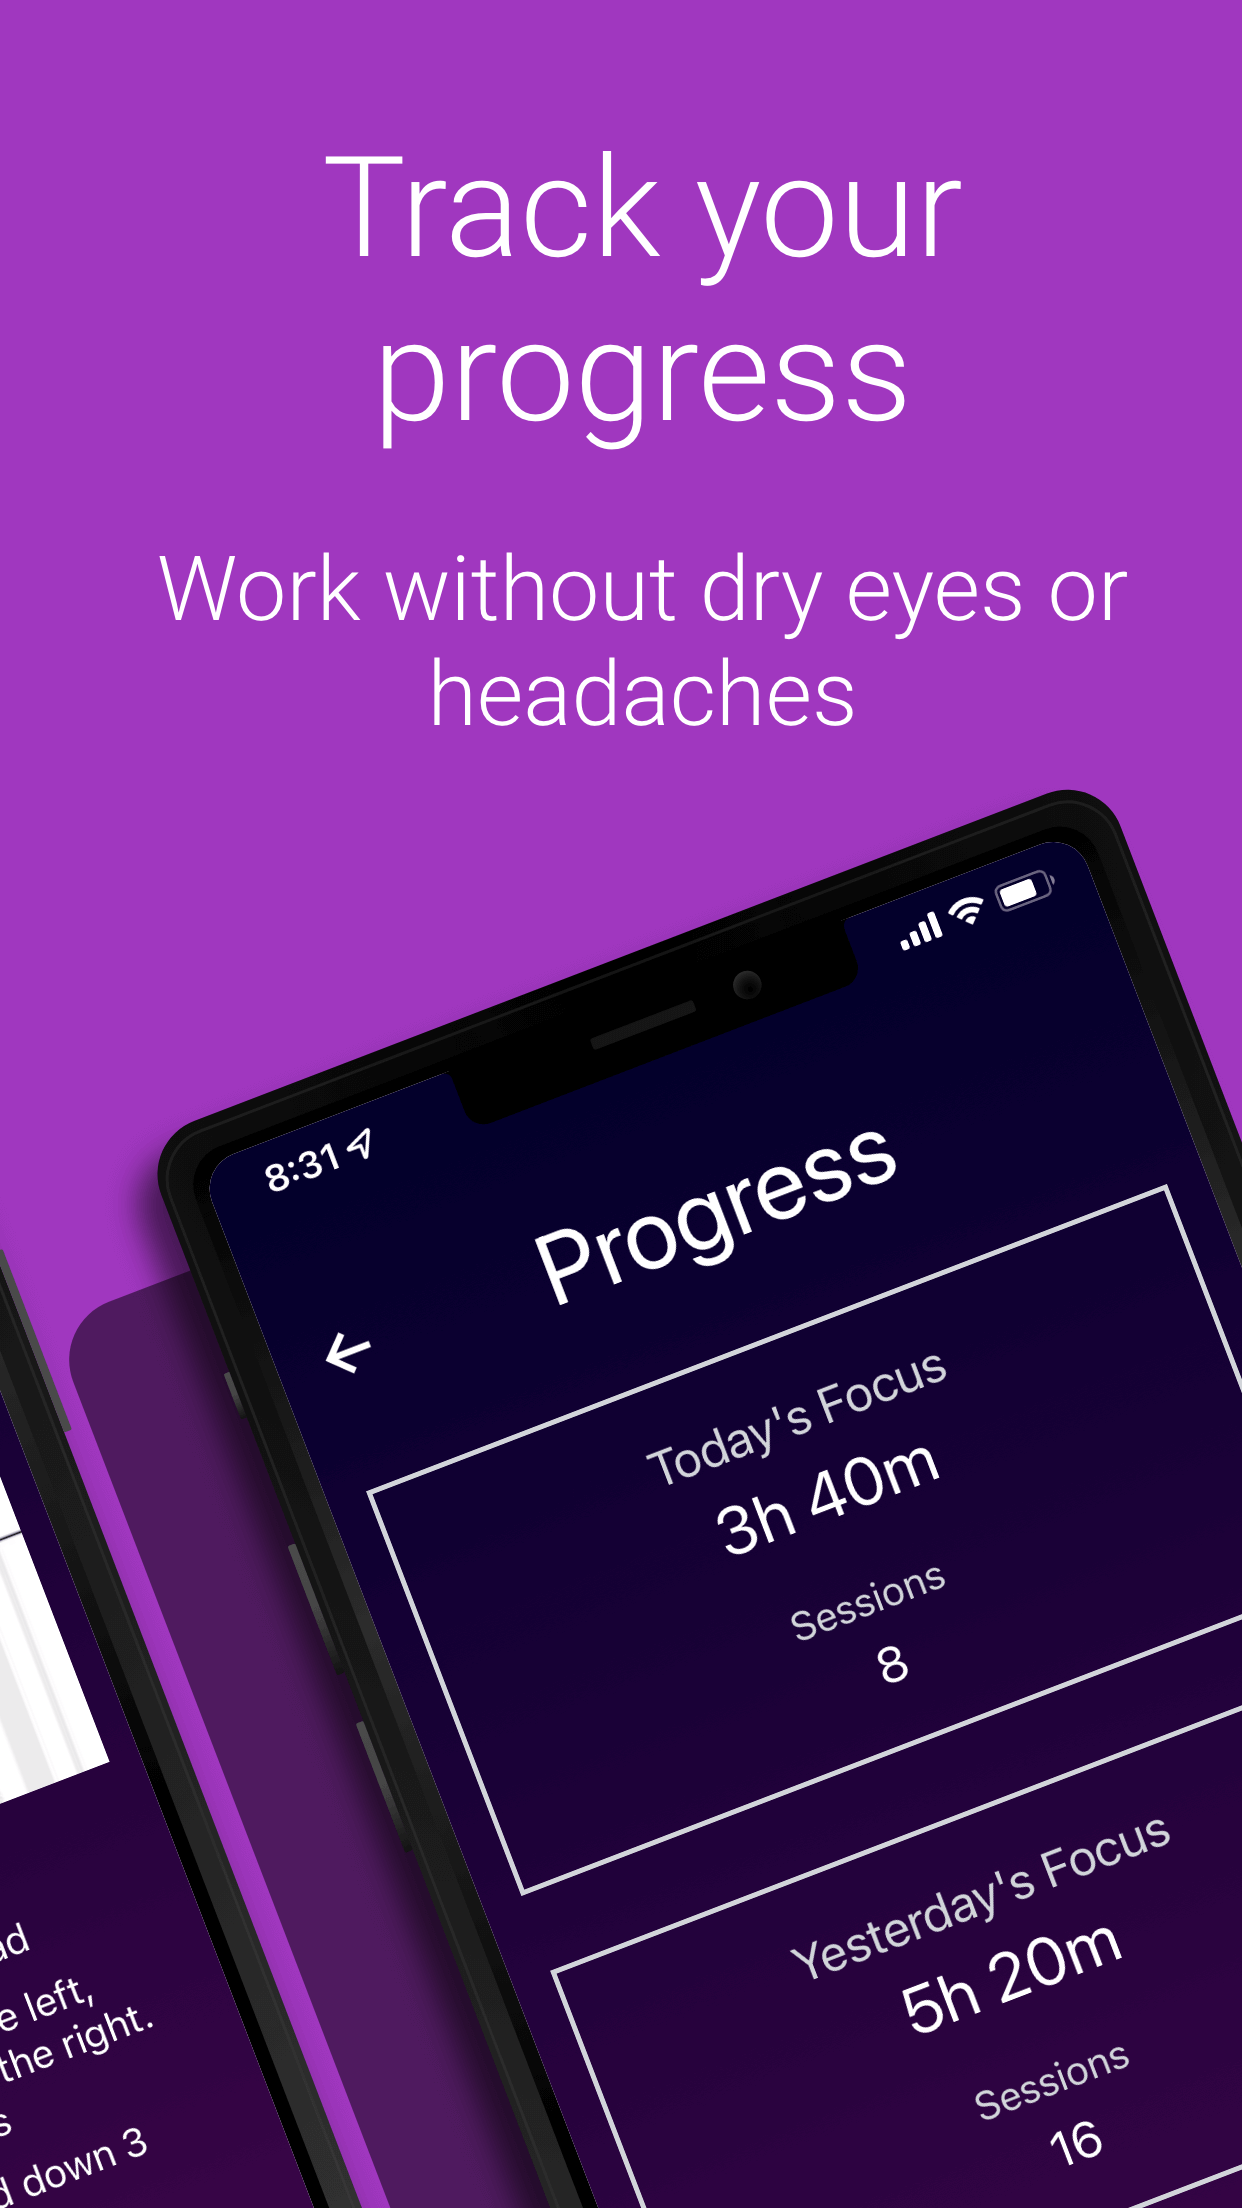 Track your
progress
Work without dry eyes or
headaches
8:31
Progress
Today's Focus
3h 40m
Sessions
8
Yesterday's Focus
5h 20m
Sessions
16
left,
the right.
down 3